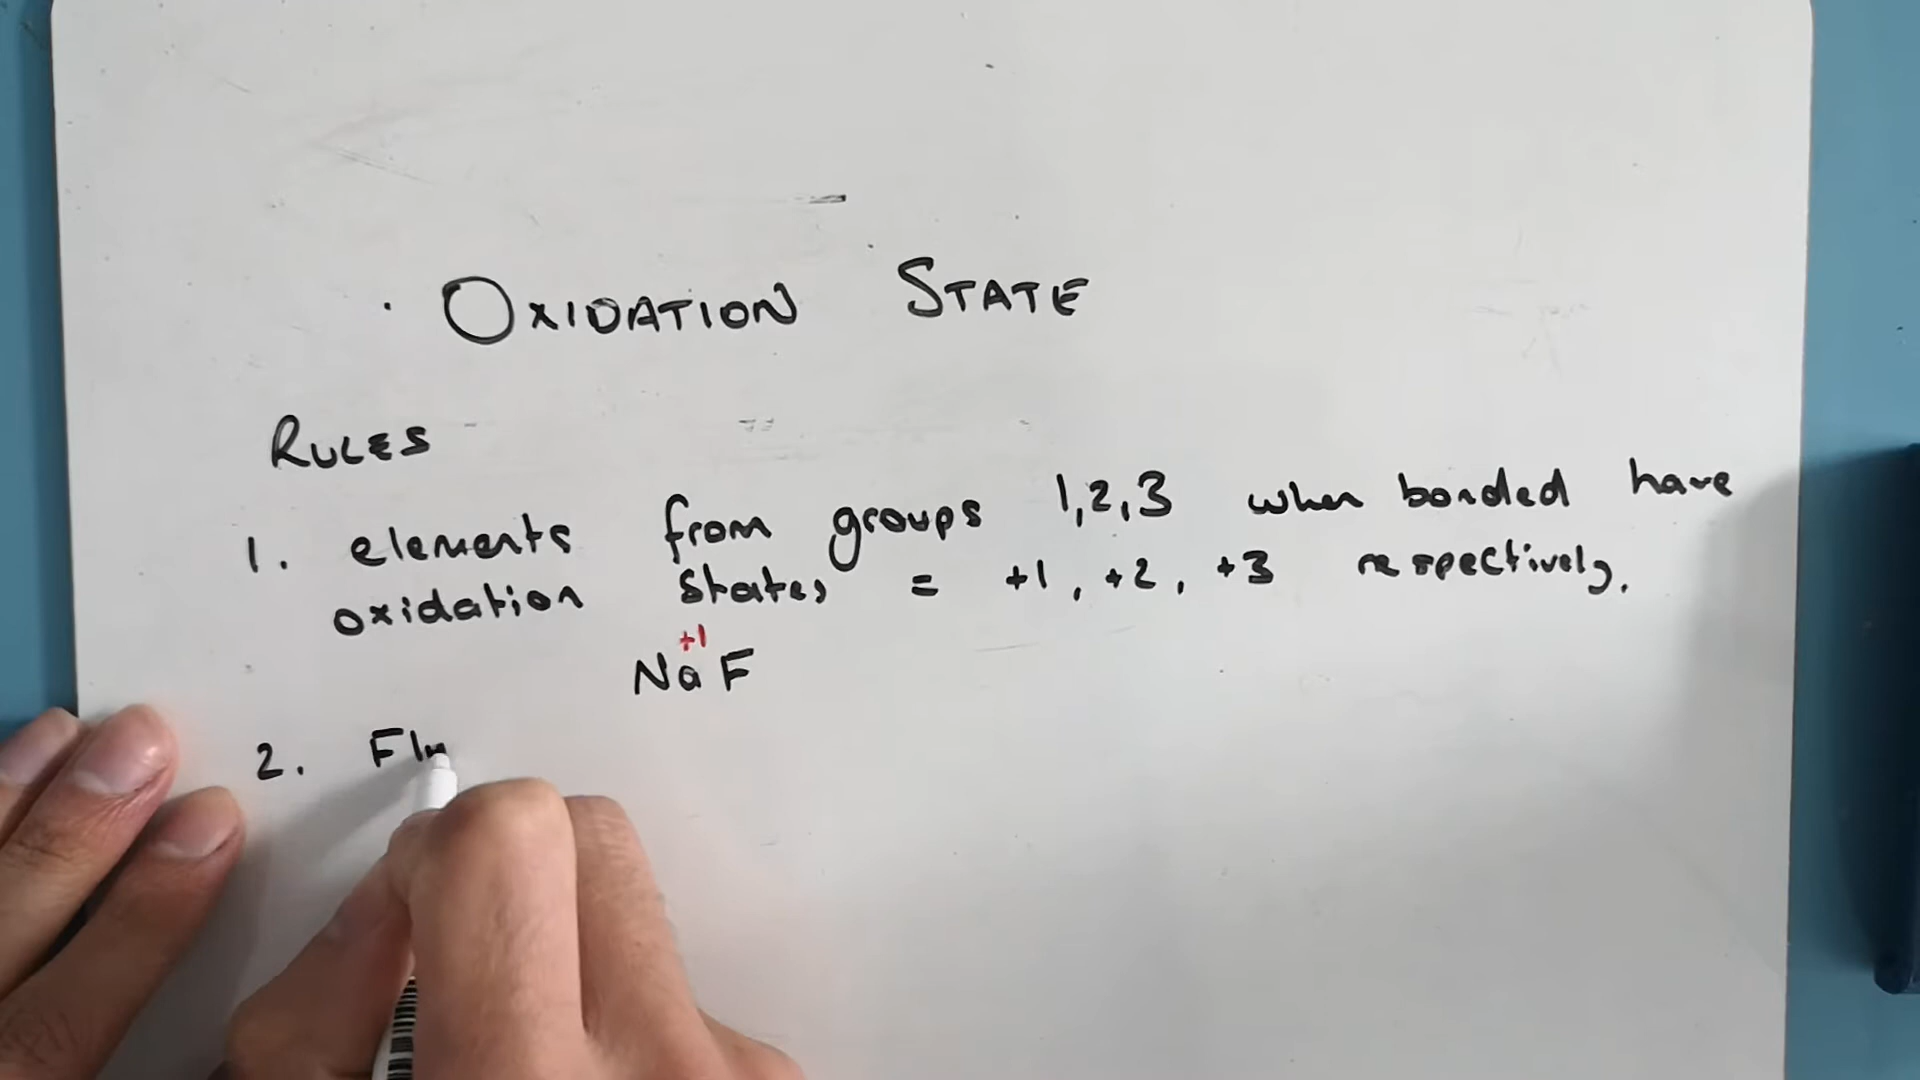 OXIDATION STATE
RULES
1. elements from groups 1,2,3 when bonded have
oxidation states = +1, +2, +3 respectively.
+1
NaF
2. Flu